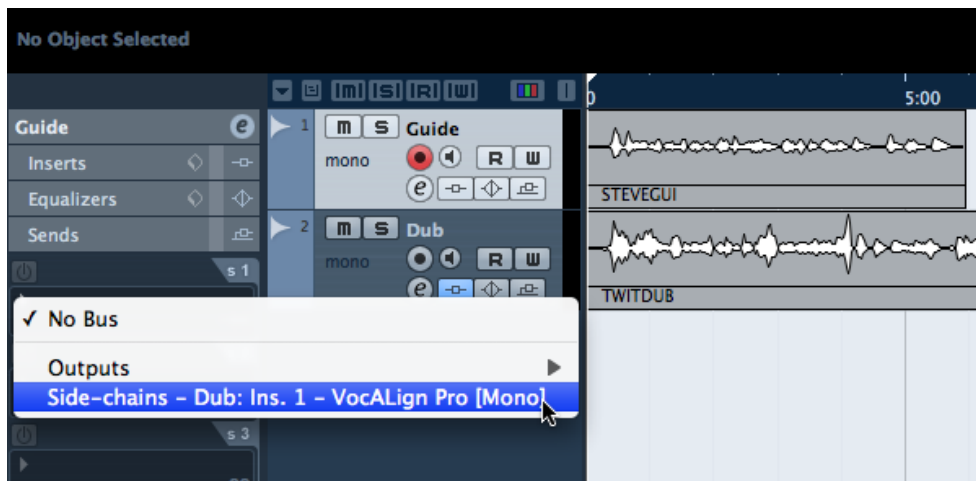 No Object Selected
m S R W
0 5:00
Guide e
1 m S Guide
Inserts
mono R W
Equalizers
e
STEVEGUI
Sends
2 m S Dub
s 1
mono R W
e
TWITDUB
✓ No Bus
Outputs
Side-chains – Dub: Ins. 1 – VocALign Pro [Mono]
s 3